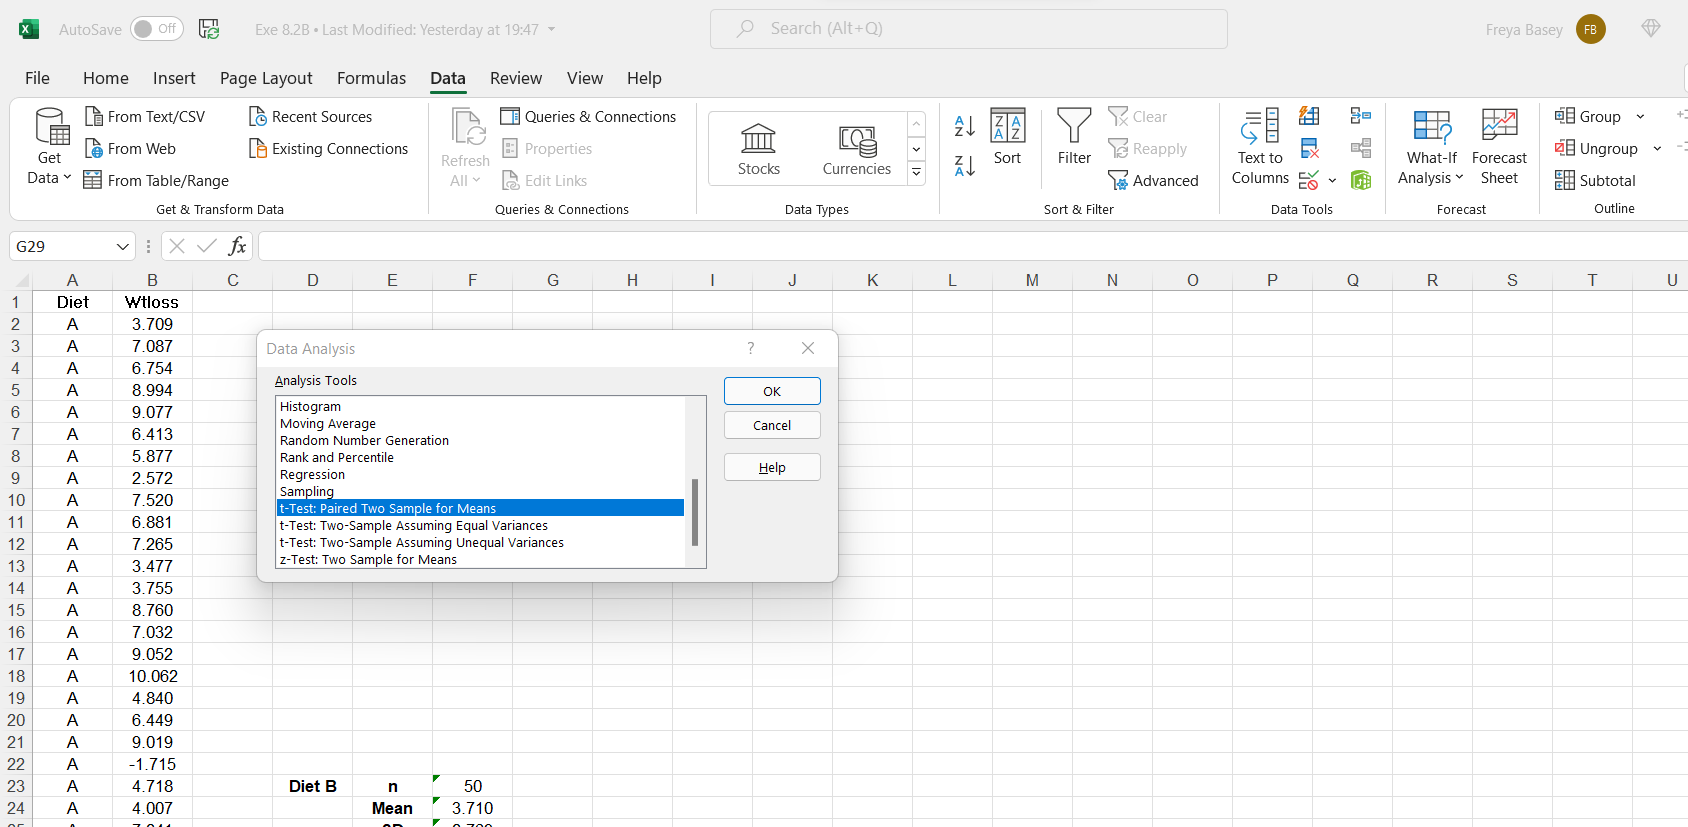 AutoSave Off Exe 8.2B • Last Modified: Yesterday at 19:47 Search (Alt+Q) Freya Basey FB
File Home Insert Page Layout Formulas Data Review View Help
Get Data
From Text/CSV
From Web
From Table/Range
Recent Sources
Existing Connections
Get & Transform Data
Refresh All
Queries & Connections
Properties
Edit Links
Queries & Connections
Stocks
Currencies
Data Types
Sort
Filter
Clear
Reapply
Advanced
Sort & Filter
Text to Columns
Data Tools
What-If Analysis
Forecast Sheet
Forecast
Group
Ungroup
Subtotal
Outline
G29 fx
A B C D E F G H I J K L M N O P Q R S T U
1 Diet Wtloss
2 A 3.709
3 A 7.087
4 A 6.754
5 A 8.994
6 A 9.077
7 A 6.413
8 A 5.877
9 A 2.572
10 A 7.520
11 A 6.881
12 A 7.265
13 A 3.477
14 A 3.755
15 A 8.760
16 A 7.032
17 A 9.052
18 A 10.062
19 A 4.840
20 A 6.449
21 A 9.019
22 A -1.715
23 A 4.718 Diet B n 50
24 A 4.007 Mean 3.710
Data Analysis ?
Analysis Tools
Histogram
Moving Average
Random Number Generation
Rank and Percentile
Regression
Sampling
t-Test: Paired Two Sample for Means
t-Test: Two-Sample Assuming Equal Variances
t-Test: Two-Sample Assuming Unequal Variances
z-Test: Two Sample for Means
OK
Cancel
Help